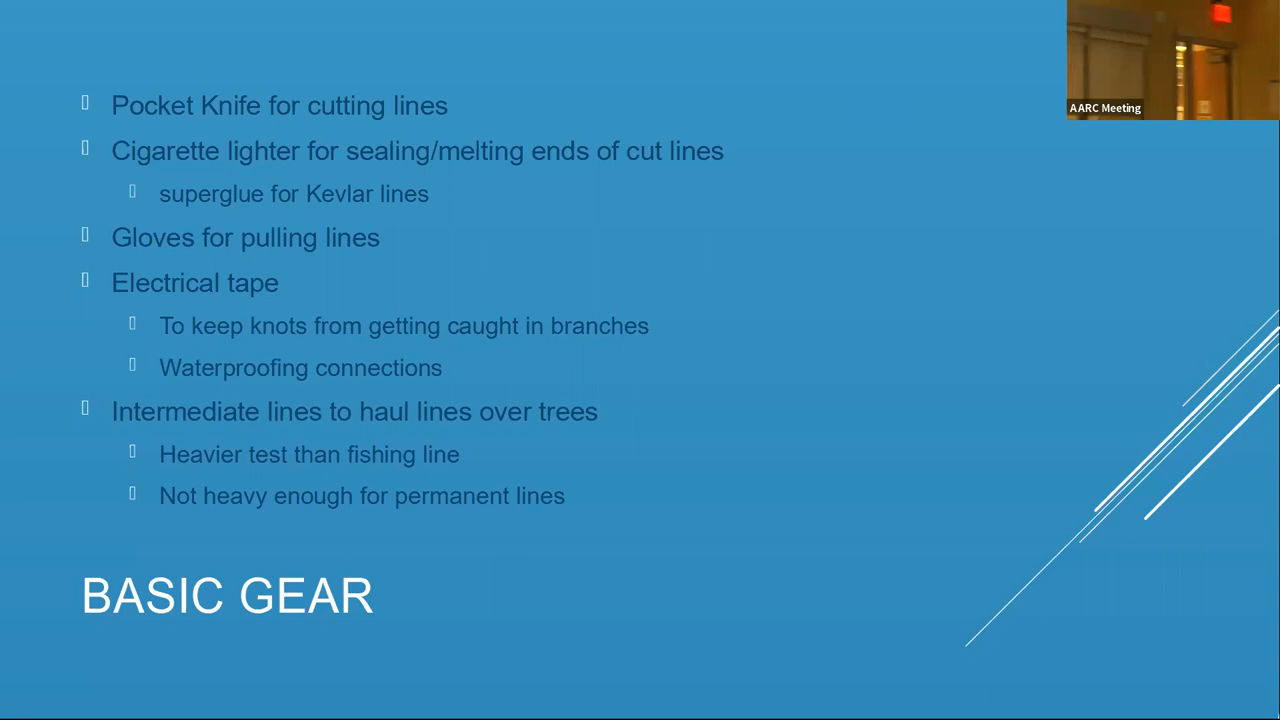 Pocket Knife for cutting lines
Cigarette lighter for sealing/melting ends of cut lines
superglue for Kevlar lines
Gloves for pulling lines
Electrical tape
To keep knots from getting caught in branches
Waterproofing connections
Intermediate lines to haul lines over trees
Heavier test than fishing line
Not heavy enough for permanent lines
BASIC GEAR
AARC Meeting